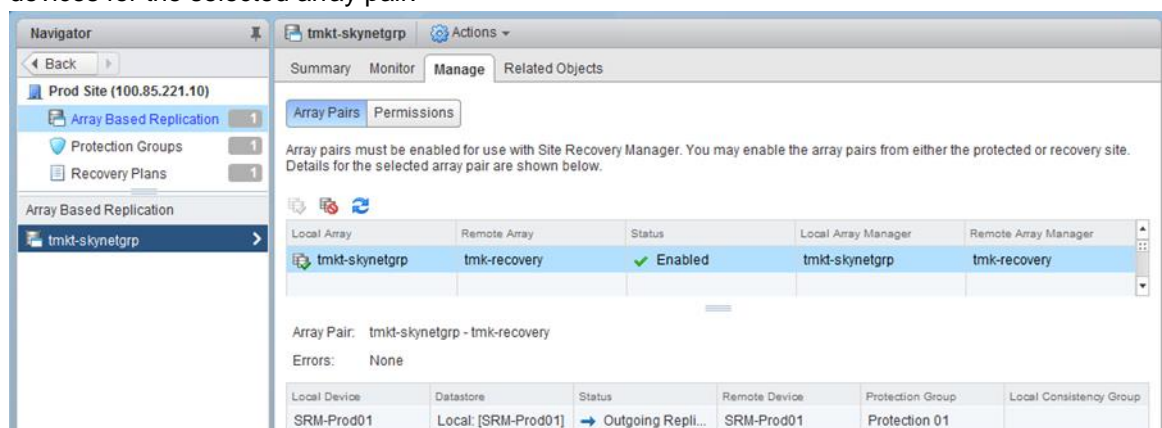 devices for the selected array pair.
Navigator
tmkt-skynetgrp Actions
Back
Summary Monitor Manage Related Objects
Prod Site (100.85.221.10)
Array Based Replication 1
Array Pairs Permissions
Protection Groups 1
Array pairs must be enabled for use with Site Recovery Manager. You may enable the array pairs from either the protected or recovery site.
Recovery Plans 1
Details for the selected array pair are shown below.
Array Based Replication
tmkt-skynetgrp
Local Array Remote Array Status Local Array Manager Remote Array Manager
tmkt-skynetgrp tmk-recovery Enabled tmkt-skynetgrp tmk-recovery
Array Pair: tmkt-skynetgrp - tmk-recovery
Errors: None
Local Device Datastore Status Remote Device Protection Group Local Consistency Group
SRM-Prod01 Local: [SRM-Prod01] Outgoing Repli... SRM-Prod01 Protection 01